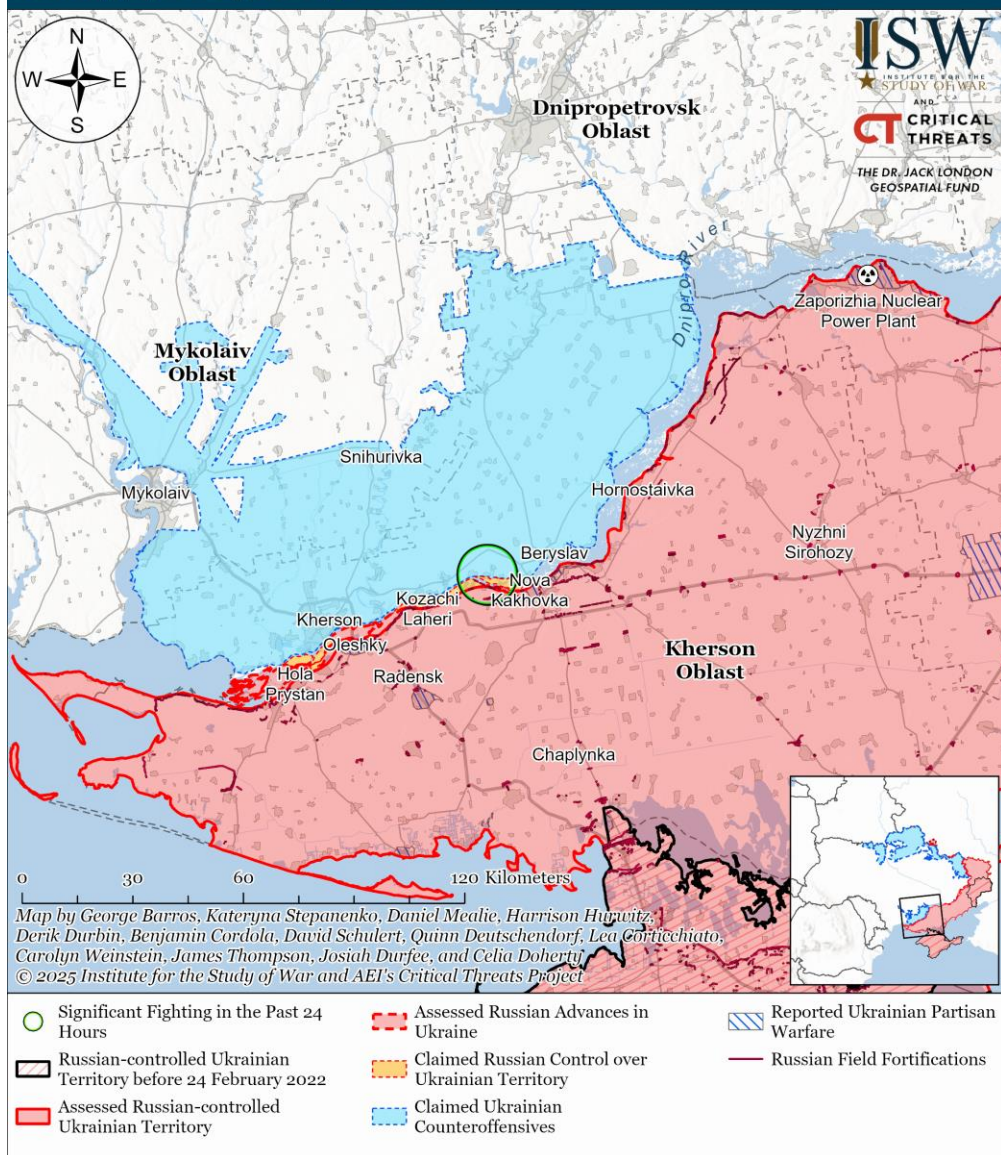 N
W E
S
ISW
INSTITUTE FOR THE
STUDY OF WAR
AND
CT CRITICAL
THREATS
THE DR. JACK LONDON
GEOSPATIAL FUND
Dnipropetrovsk
Oblast
Dnipro River
Zaporizhia Nuclear
Power Plant
Mykolaiv
Oblast
Snihurivka
Mykolaiv
Hornostaivka
Nyzhni
Sirohozy
Beryslav
Nova
Kakhovka
Kozachi
Laheri
Kherson
Oleshky
Hola
Prystan
Radensk
Kherson
Oblast
Chaplynka
0 30 60 120 Kilometers
Map by George Barros, Kateryna Stepanenko, Daniel Mealie, Harrison Hurwitz,
Derik Durbin, Benjamin Cordola, David Schulert, Quinn Deutschendorf, Lea Corticchiato,
Carolyn Weinstein, James Thompson, Josiah Durfee, and Celia Doherty
© 2025 Institute for the Study of War and AEI's Critical Threats Project
Significant Fighting in the Past 24
Hours
Russian-controlled Ukrainian
Territory before 24 February 2022
Assessed Russian-controlled
Ukrainian Territory
Assessed Russian Advances in
Ukraine
Claimed Russian Control over
Ukrainian Territory
Claimed Ukrainian
Counteroffensives
Reported Ukrainian Partisan
Warfare
Russian Field Fortifications